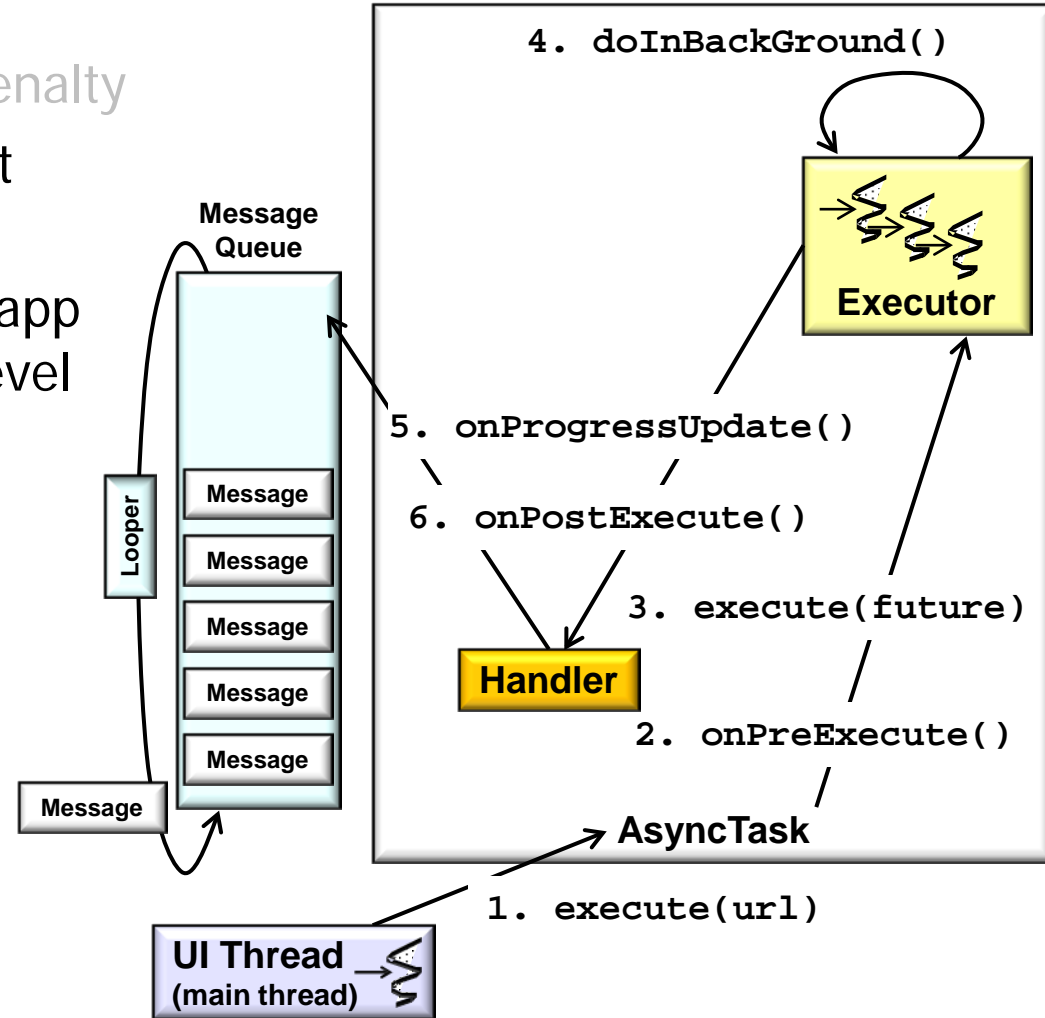 enalty
t
app
evel
4. doInBackGround()
Message
Queue
Executor
5. onProgressUpdate()
Message
6. onPostExecute()
Looper
Message
3. execute(future)
Message
Handler
Message
2. onPreExecute()
Message
Message
AsyncTask
1. execute(url)
UI Thread
(main thread)